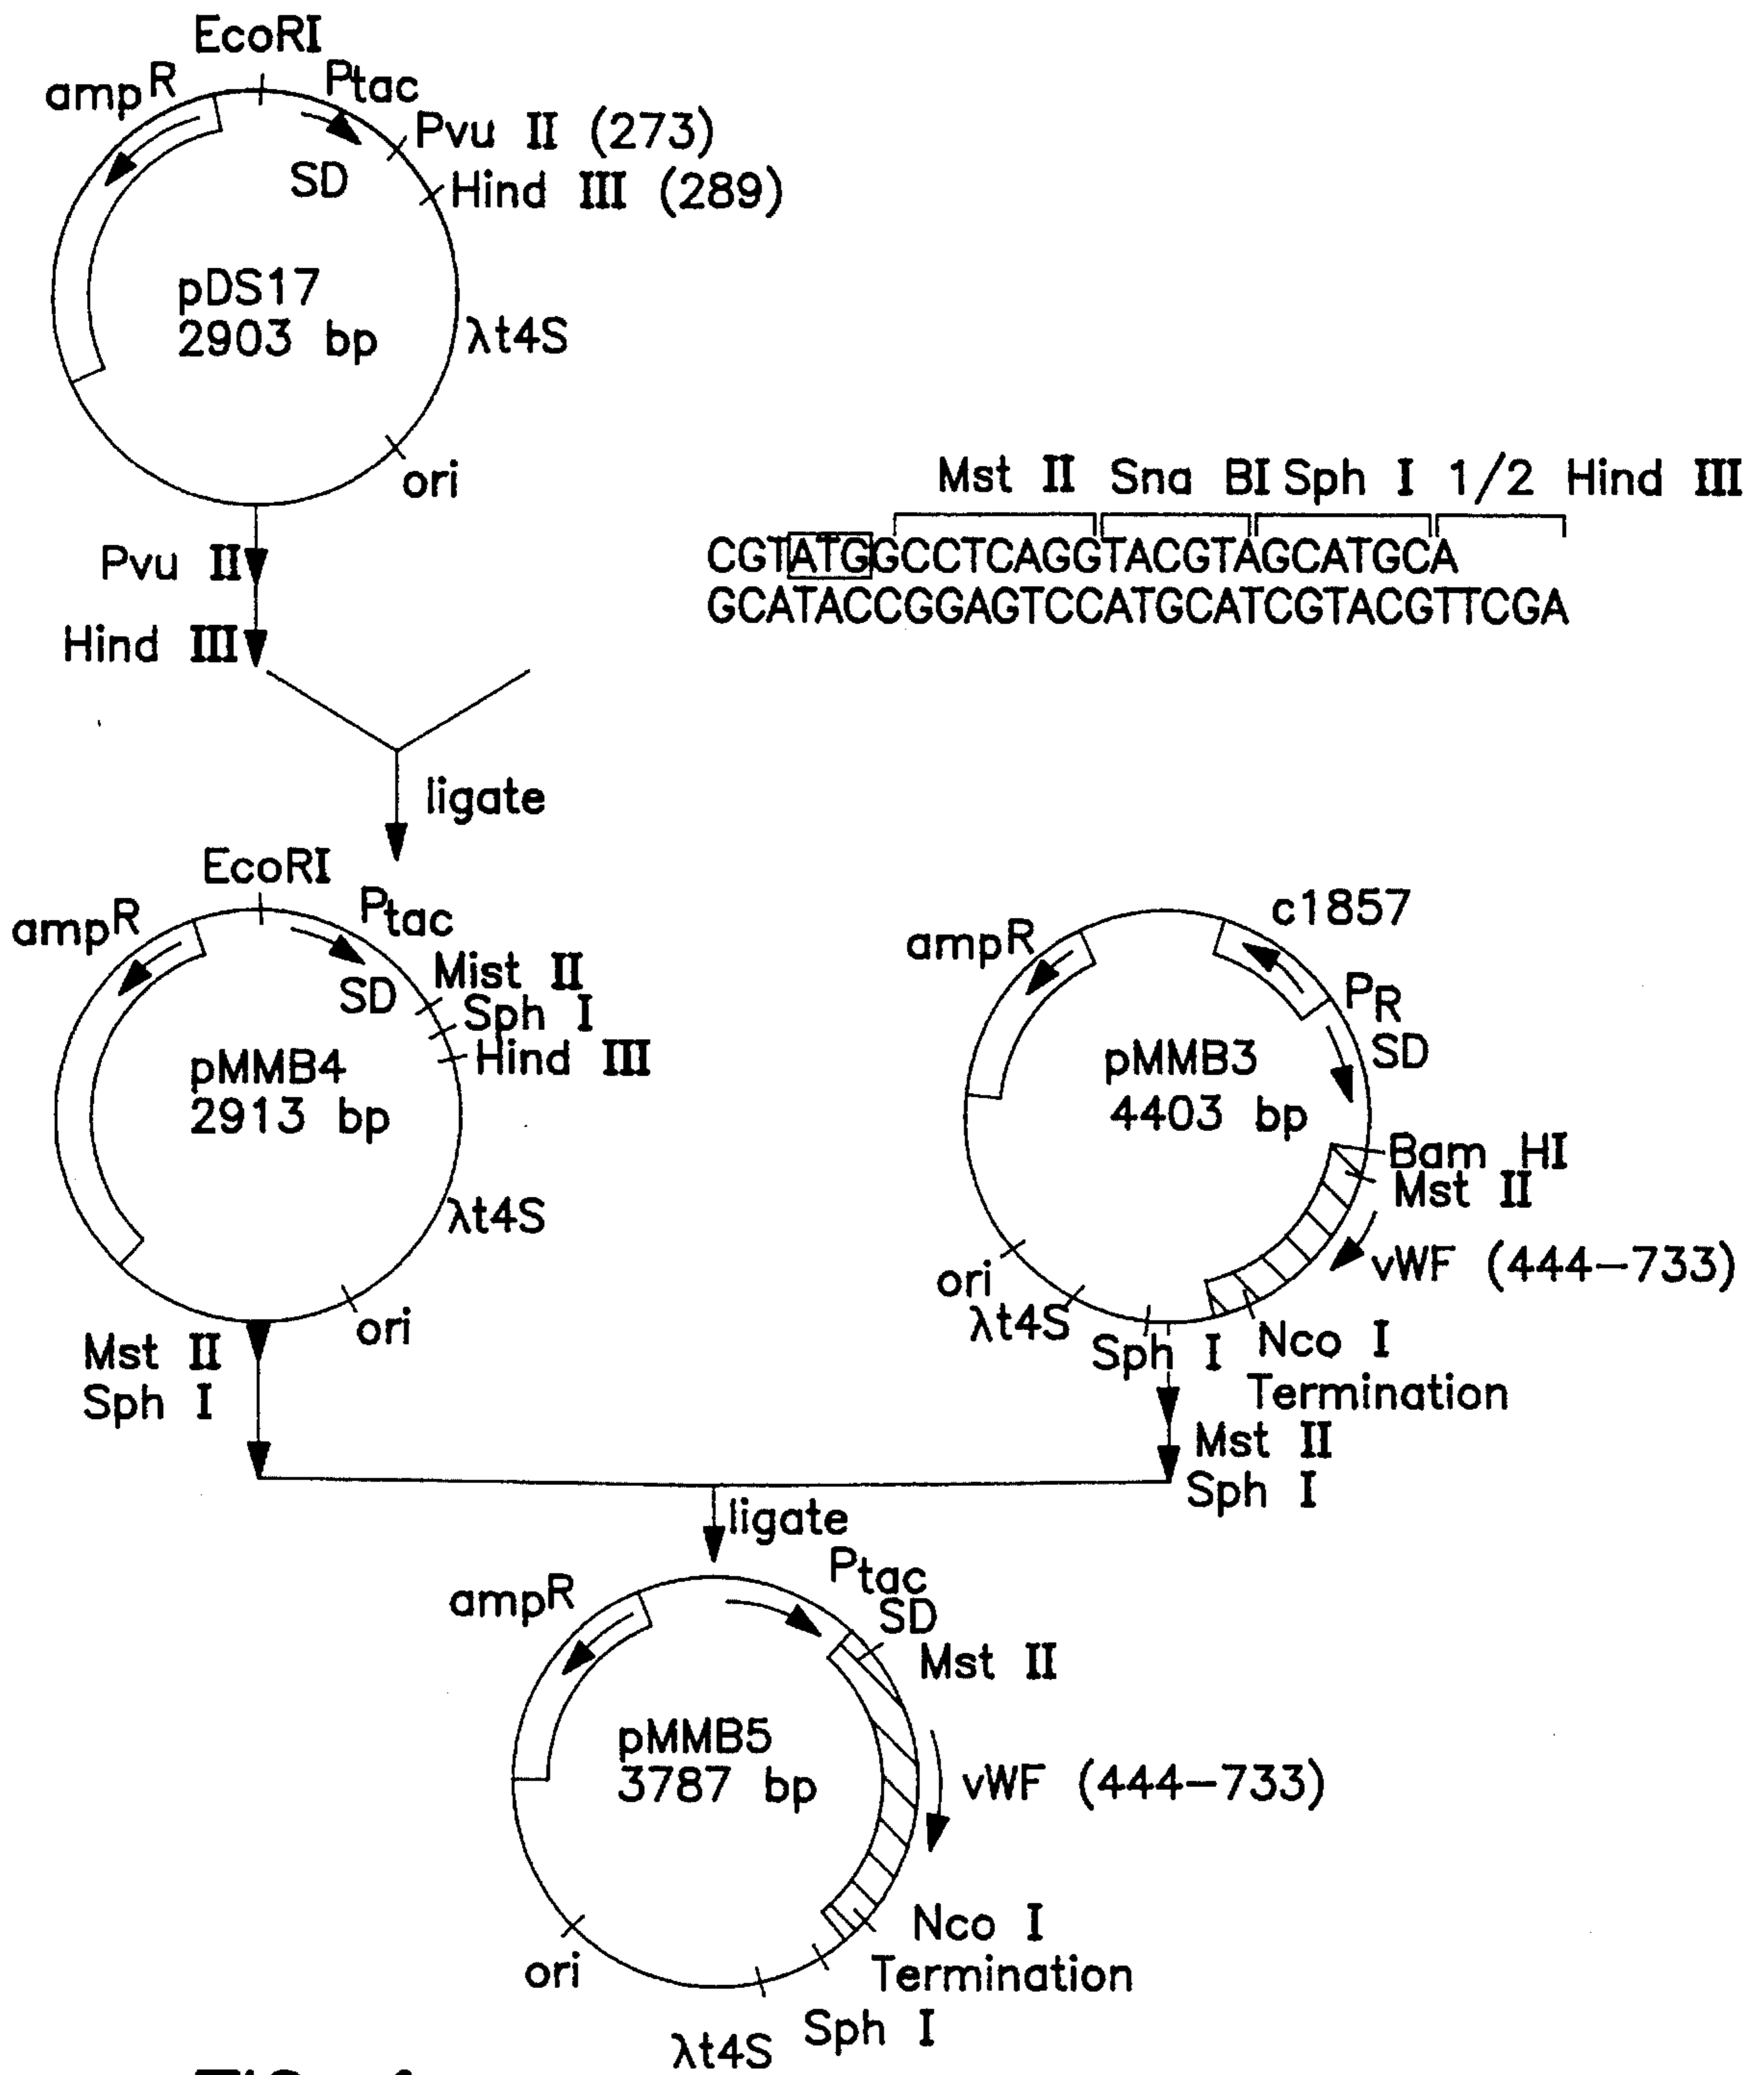 EcoRI
ampR
Ptac
Pvu II (273)
SD
Hind III (289)
pDS17
2903 bp
λt4S
ori
Mst II Sna BI Sph I 1/2 Hind III
CGTATGGCCTCAGGTACGTAGCATGCA
GCATACCGGAGTCCATGCATCGTACGTTCGA
Pvu II
Hind III
ligate
EcoRI
ampR
Ptac
Mist II
SD
Sph I
Hind III
pMMB4
2913 bp
λt4S
ori
Mst II
Sph I
c1857
ampR
PR
SD
pMMB3
4403 bp
Bam HI
Mst II
vWF (444-733)
ori
λt4S
Sph I
Nco I
Termination
Mst II
Sph I
ligate
Ptac
ampR
SD
Mst II
pMMB5
3787 bp
vWF (444-733)
Nco I
ori
Termination
Sph I
λt4S